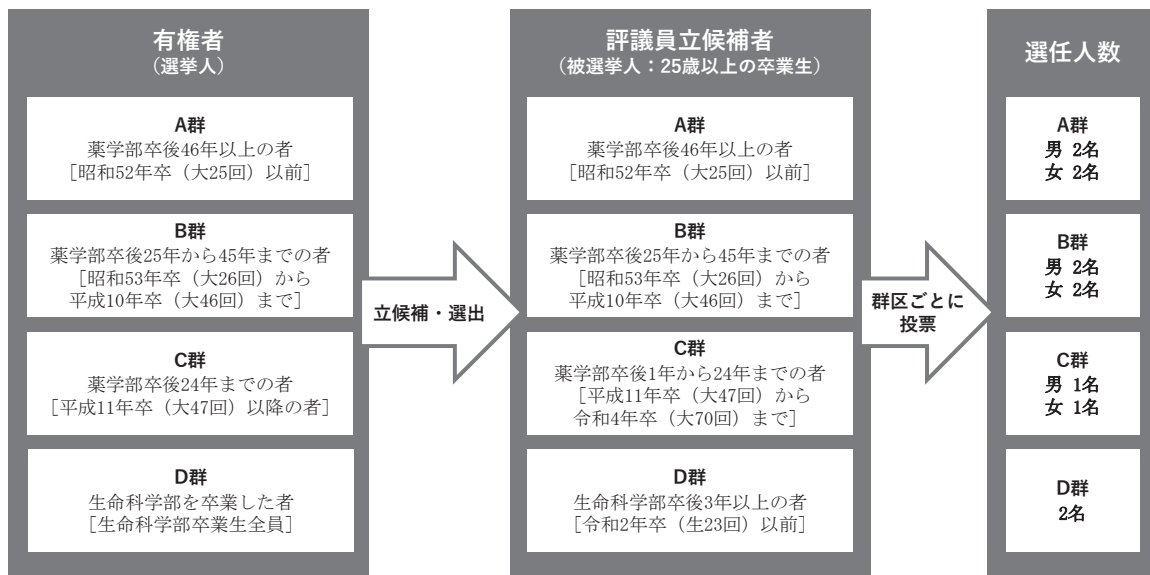 有権者
（選挙人）
A群
薬学部卒後46年以上の者
［昭和52年卒（大25回）以前］
B群
薬学部卒後25年から45年までの者
［昭和53年卒（大26回）から
平成10年卒（大46回）まで］
C群
薬学部卒後24年までの者
［平成11年卒（大47回）以降の者］
D群
生命科学部を卒業した者
［生命科学部卒業生全員］
立候補・選出
評議員立候補者
（被選挙人：25歳以上の卒業生）
A群
薬学部卒後46年以上の者
［昭和52年卒（大25回）以前］
B群
薬学部卒後25年から45年までの者
［昭和53年卒（大26回）から
平成10年卒（大46回）まで］
C群
薬学部卒後1年から24年までの者
［平成11年卒（大47回）から
令和4年卒（大70回）まで］
D群
生命科学部卒後3年以上の者
［令和2年卒（生23回）以前］
群区ごとに
投票
選任人数
A群
男 2名
女 2名
B群
男 2名
女 2名
C群
男 1名
女 1名
D群
2名